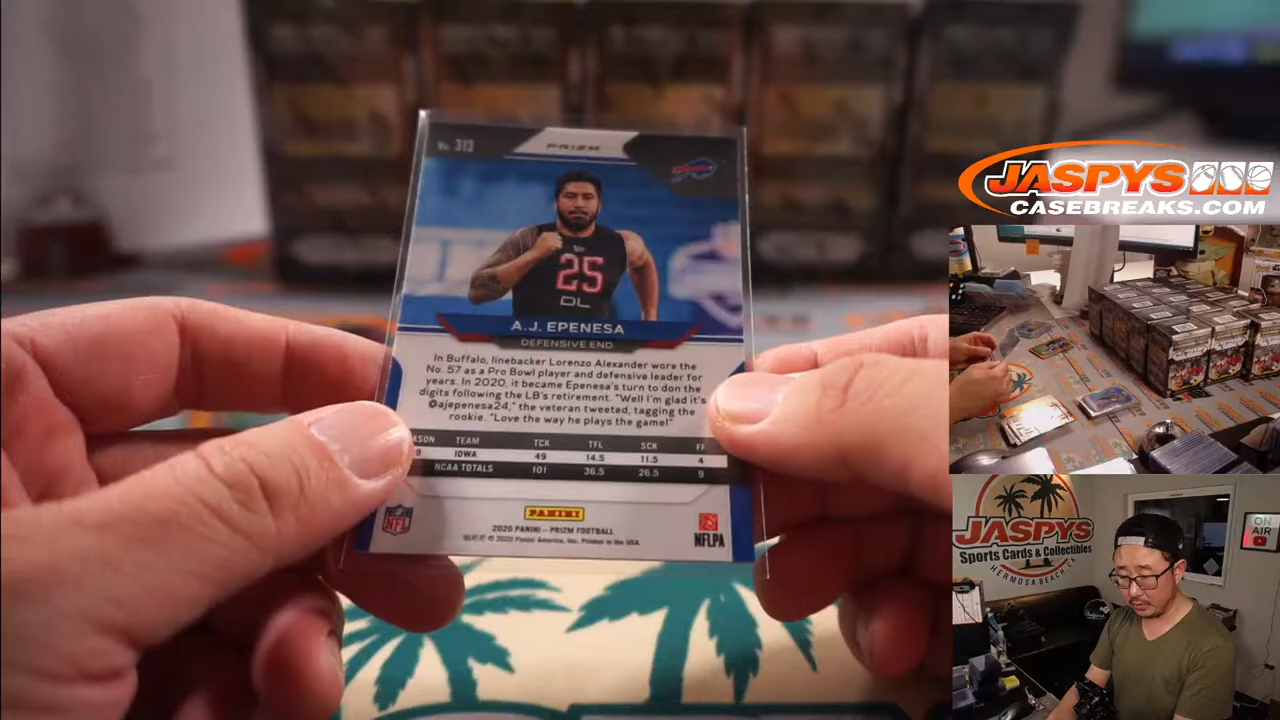 No. 313
PRIZM
25
DL
A.J. EPENESA
DEFENSIVE END
In Buffalo, linebacker Lorenzo Alexander wore the
No. 57 as a Pro Bowl player and defensive leader for
years. In 2020, it became Epenesa's turn to don the
digits following the LB's retirement. "Well I'm glad it's
@ajepenesa24," the veteran tweeted, tagging the
rookie. "Love the way he plays the game!"
ASON TEAM TCK TFL SCK FF
9 IOWA 49 14.5 11.5 4
NCAA TOTALS 101 36.5 26.5 9
PANINI
NFL
NFLPA
2020 PANINI – PRIZM FOOTBALL
© 2020 Panini America, Inc. Printed in the USA.
JASPYS
CASEBREAKS.COM
JASPYS
Sports Cards & Collectibles
HERMOSA BEACH, CA
ON
AIR